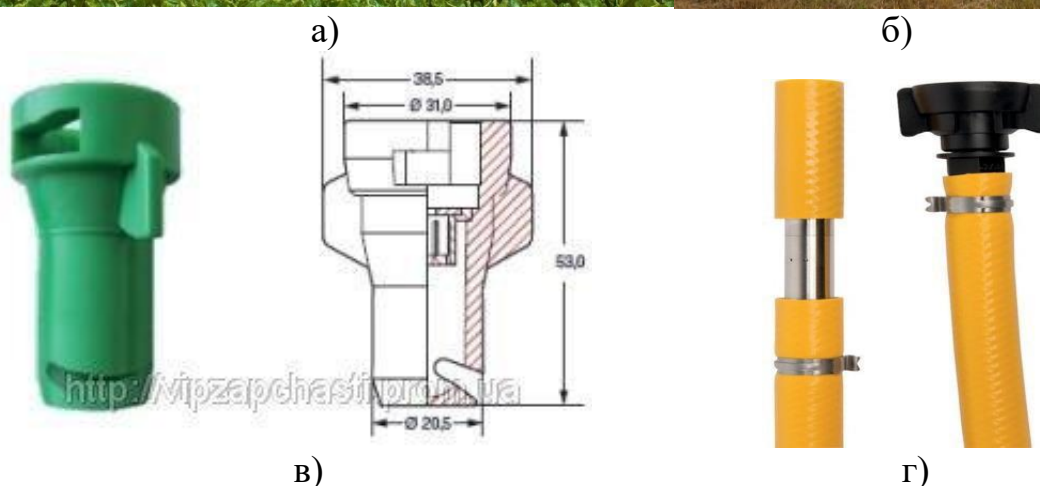 а)
б)
38,5
Ø 31,0
53,0
http://vipzapchasti.prom.ua
Ø 20,5
в)
г)